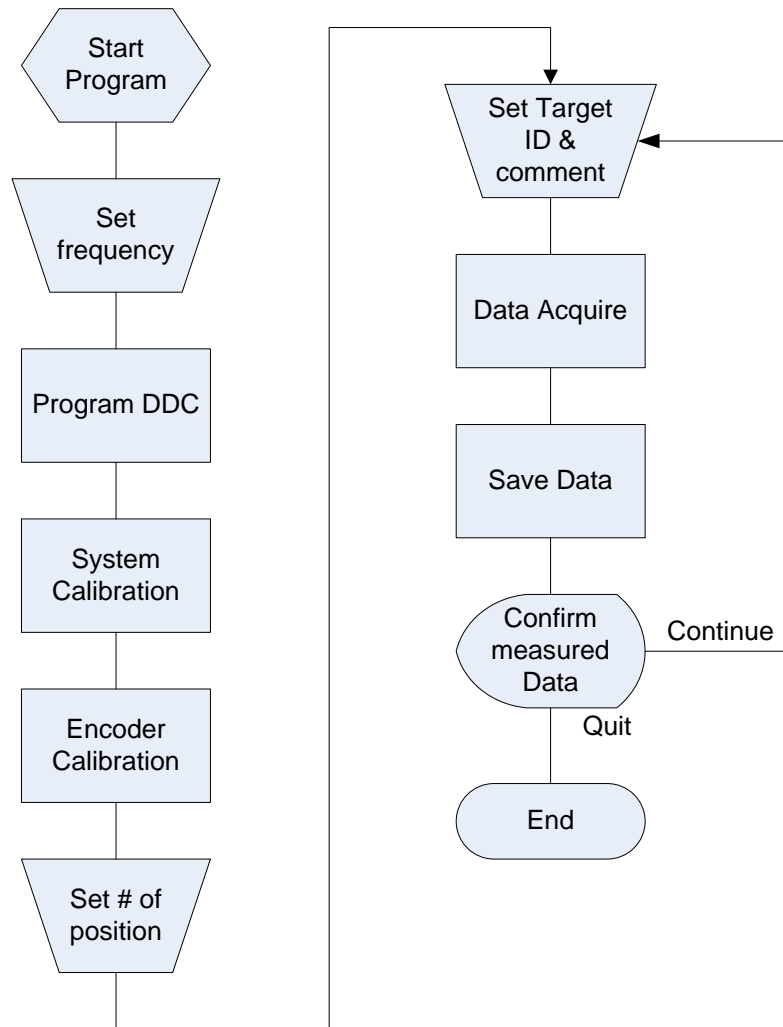 Start
Program
Set
frequency
Program DDC
System
Calibration
Encoder
Calibration
Set # of
position
Set Target
ID &
comment
Data Acquire
Save Data
Confirm
measured
Data
Continue
Quit
End